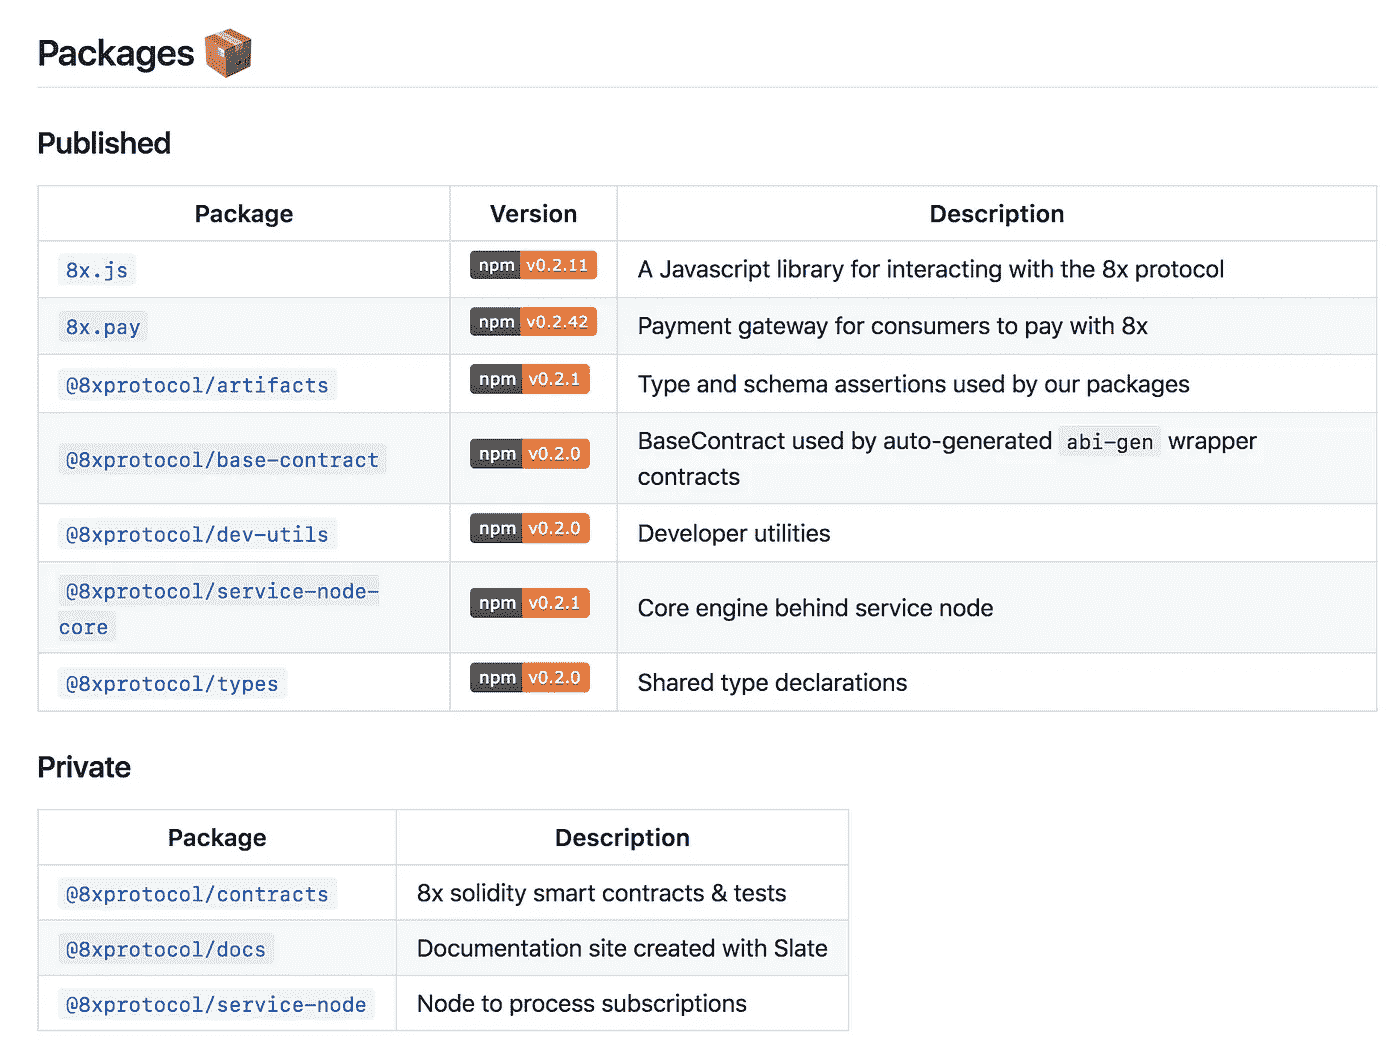 Packages
Published
Package Version Description
8x.js npm v0.2.11 A Javascript library for interacting with the 8x protocol
8x.pay npm v0.2.42 Payment gateway for consumers to pay with 8x
@8xprotocol/artifacts npm v0.2.1 Type and schema assertions used by our packages
@8xprotocol/base-contract npm v0.2.0 BaseContract used by auto-generated abi-gen wrapper
contracts
@8xprotocol/dev-utils npm v0.2.0 Developer utilities
@8xprotocol/service-node-
core npm v0.2.1 Core engine behind service node
@8xprotocol/types npm v0.2.0 Shared type declarations
Private
Package Description
@8xprotocol/contracts 8x solidity smart contracts & tests
@8xprotocol/docs Documentation site created with Slate
@8xprotocol/service-node Node to process subscriptions